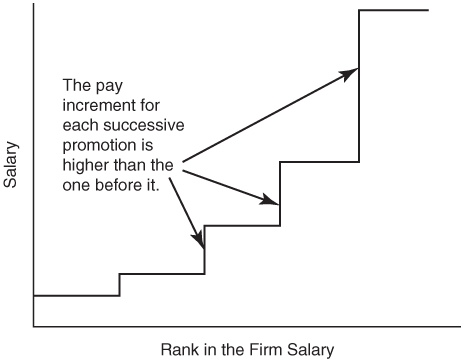 The pay
increment for
each successive
promotion is
higher than the
one before it.
Salary
Rank in the Firm Salary